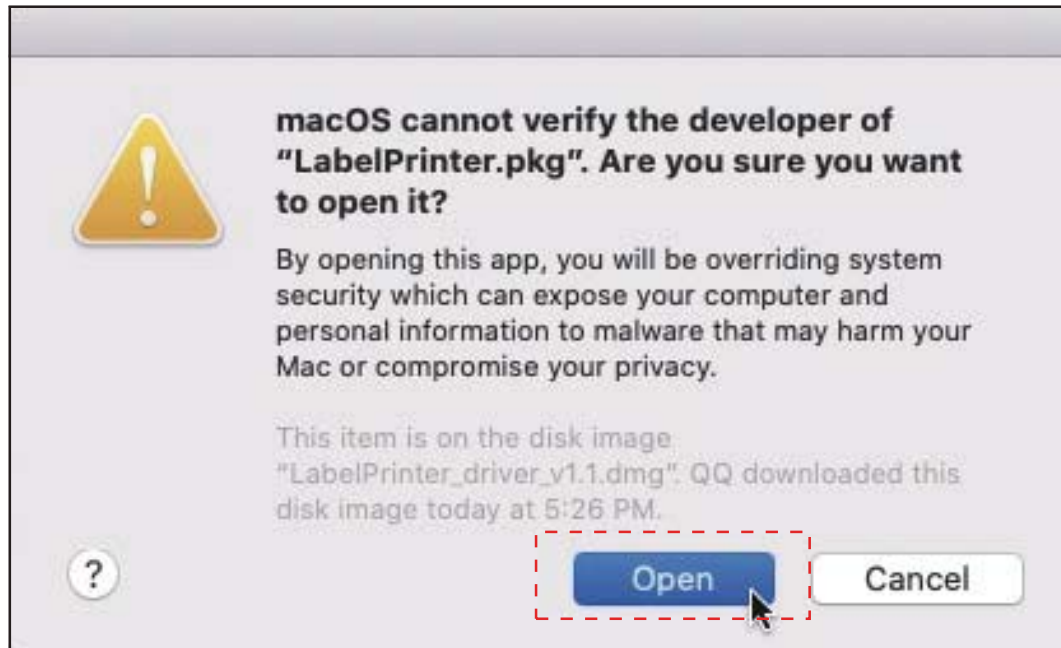 macOS cannot verify the developer of
“LabelPrinter.pkg”. Are you sure you want
to open it?
By opening this app, you will be overriding system
security which can expose your computer and
personal information to malware that may harm your
Mac or compromise your privacy.
This item is on the disk image
“LabelPrinter_driver_v1.1.dmg”. QQ downloaded this
disk image today at 5:26 PM.
? Open Cancel